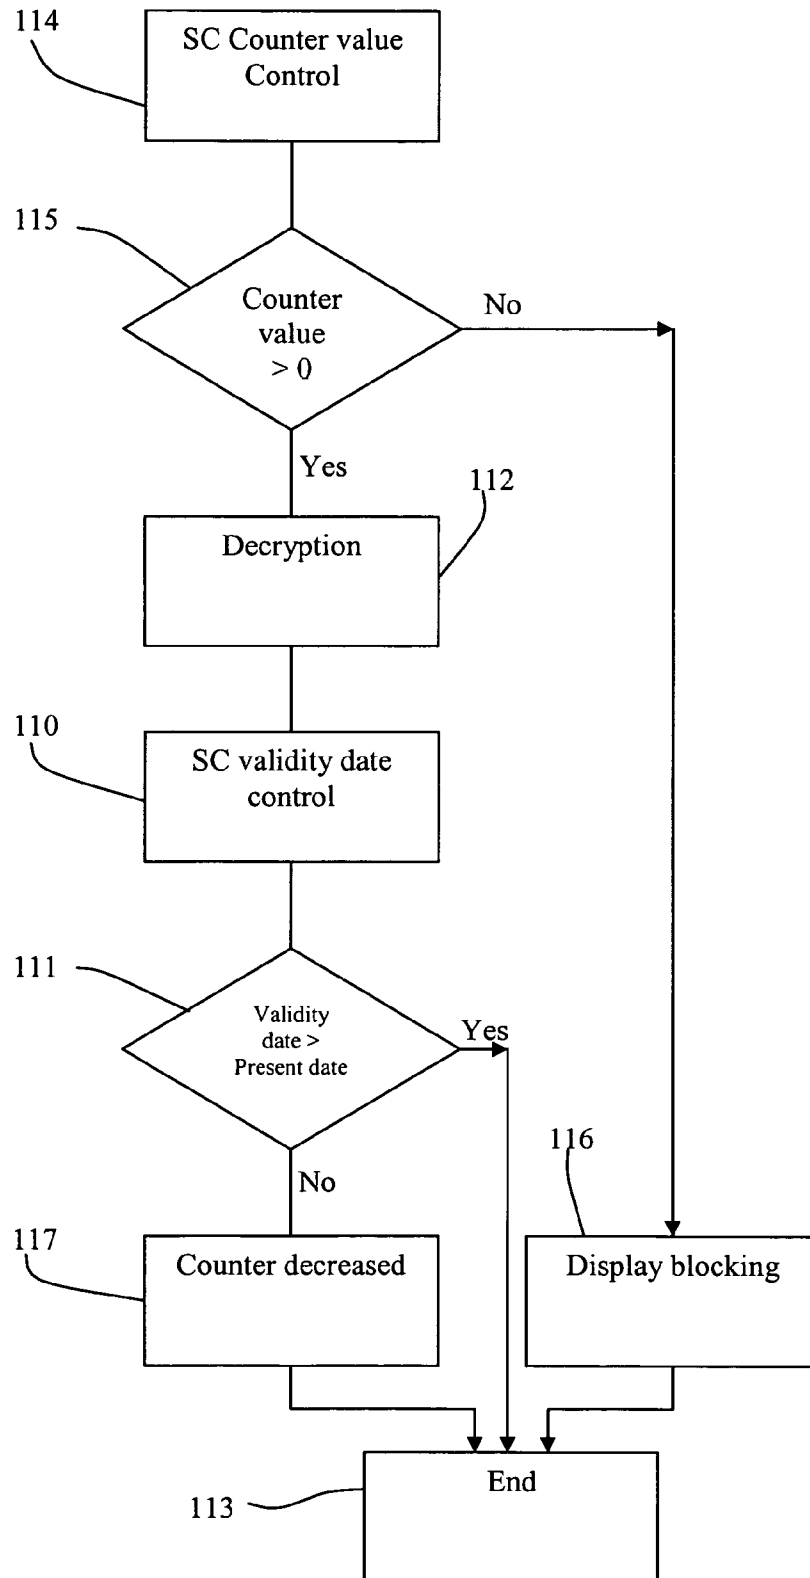 114
SC Counter value
Control
115
Counter
value
> 0
No
Yes
112
Decryption
110
SC validity date
control
111
Validity
date >
Present date
Yes
No
116
117
Counter decreased
Display blocking
End
113